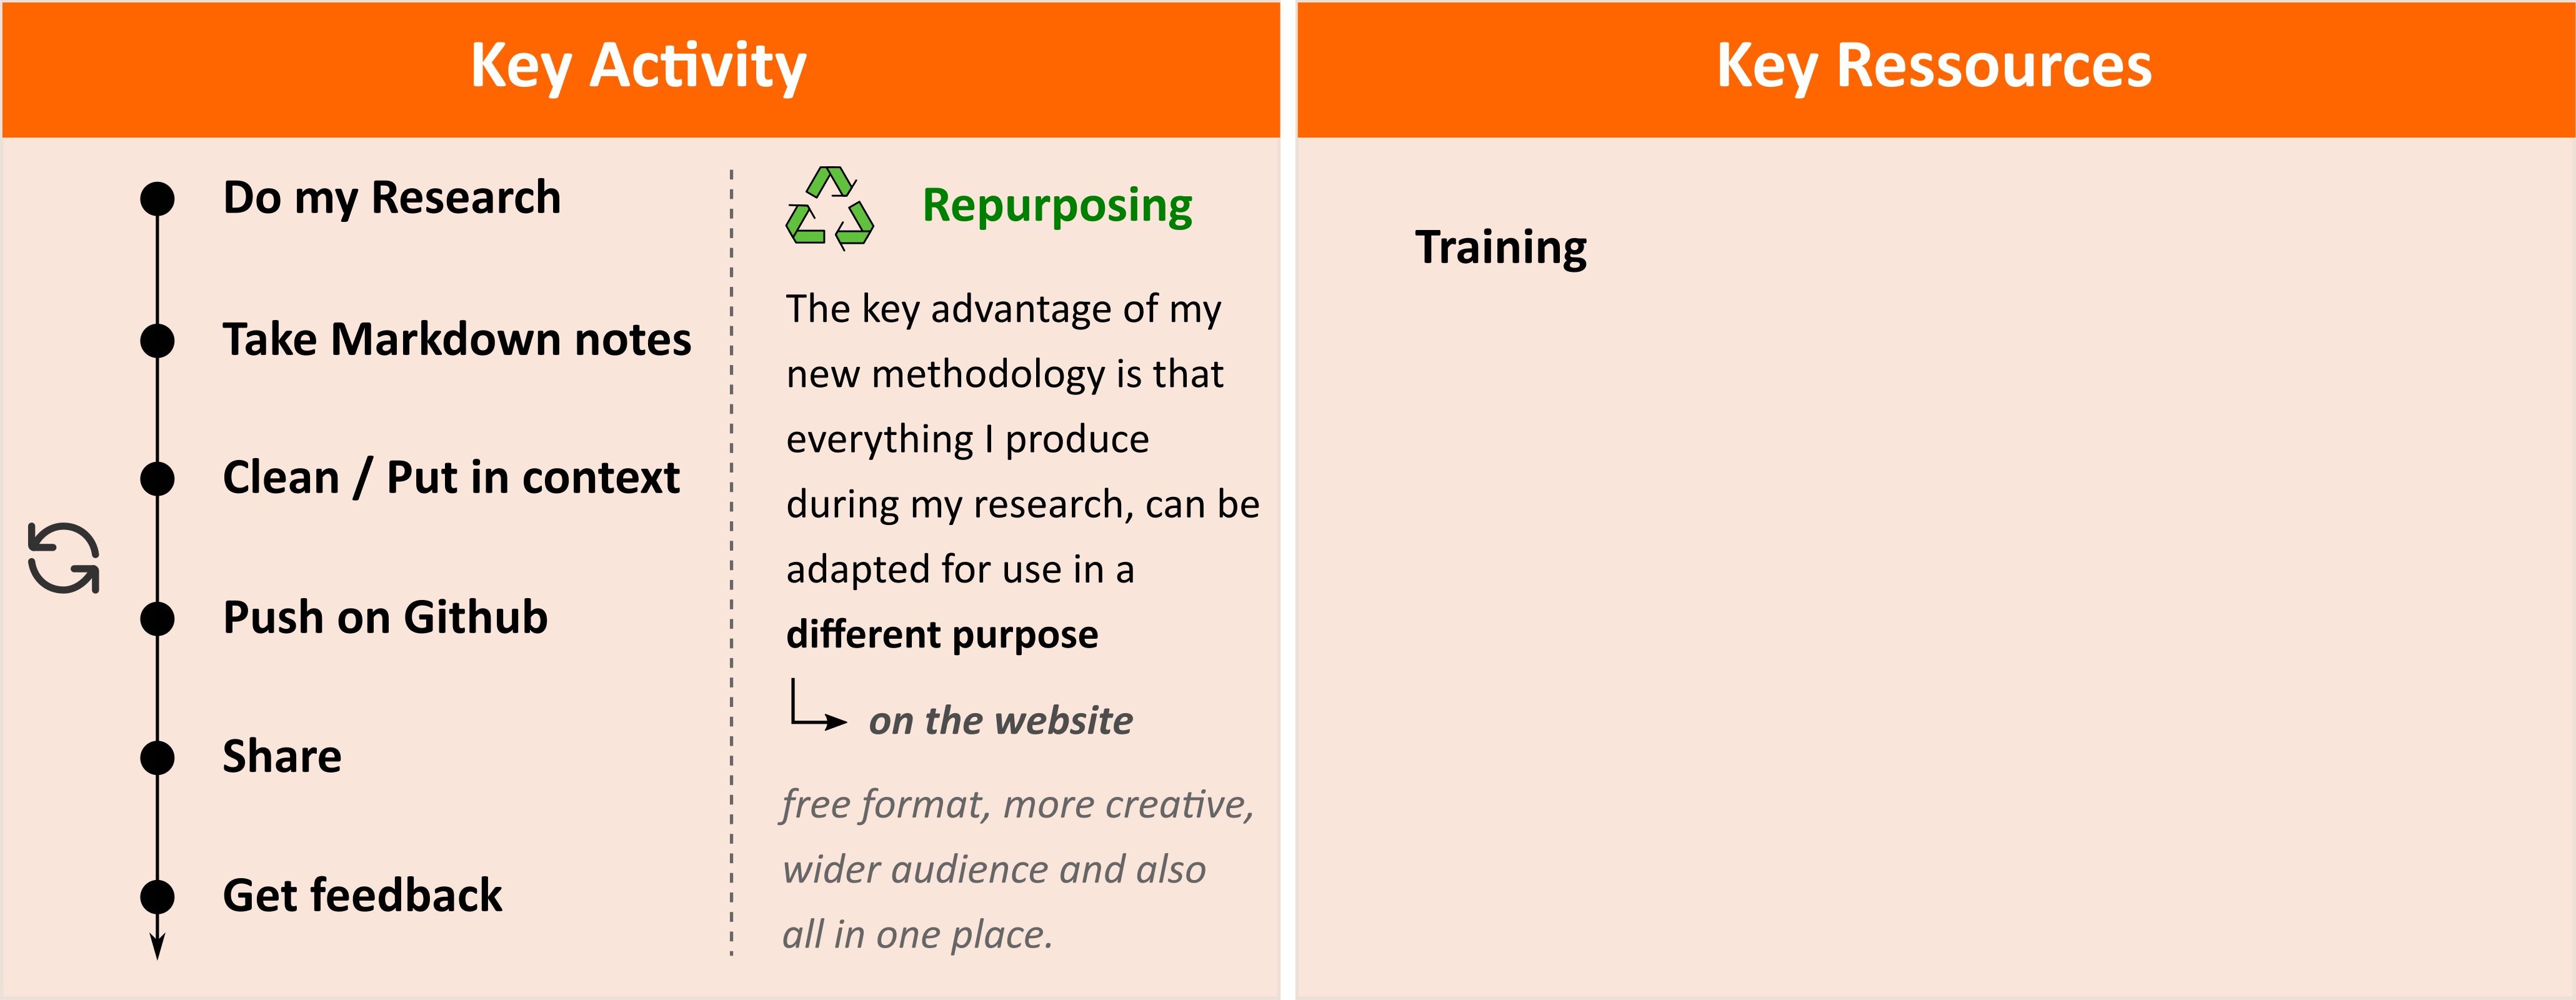 Key Activity
Do my Research
Take Markdown notes
Clean / Put in context
Push on Github
Share
Get feedback
Repurposing
The key advantage of my
new methodology is that
everything I produce
during my research, can be
adapted for use in a
different purpose
on the website
free format, more creative,
wider audience and also
all in one place.
Key Ressources
Training